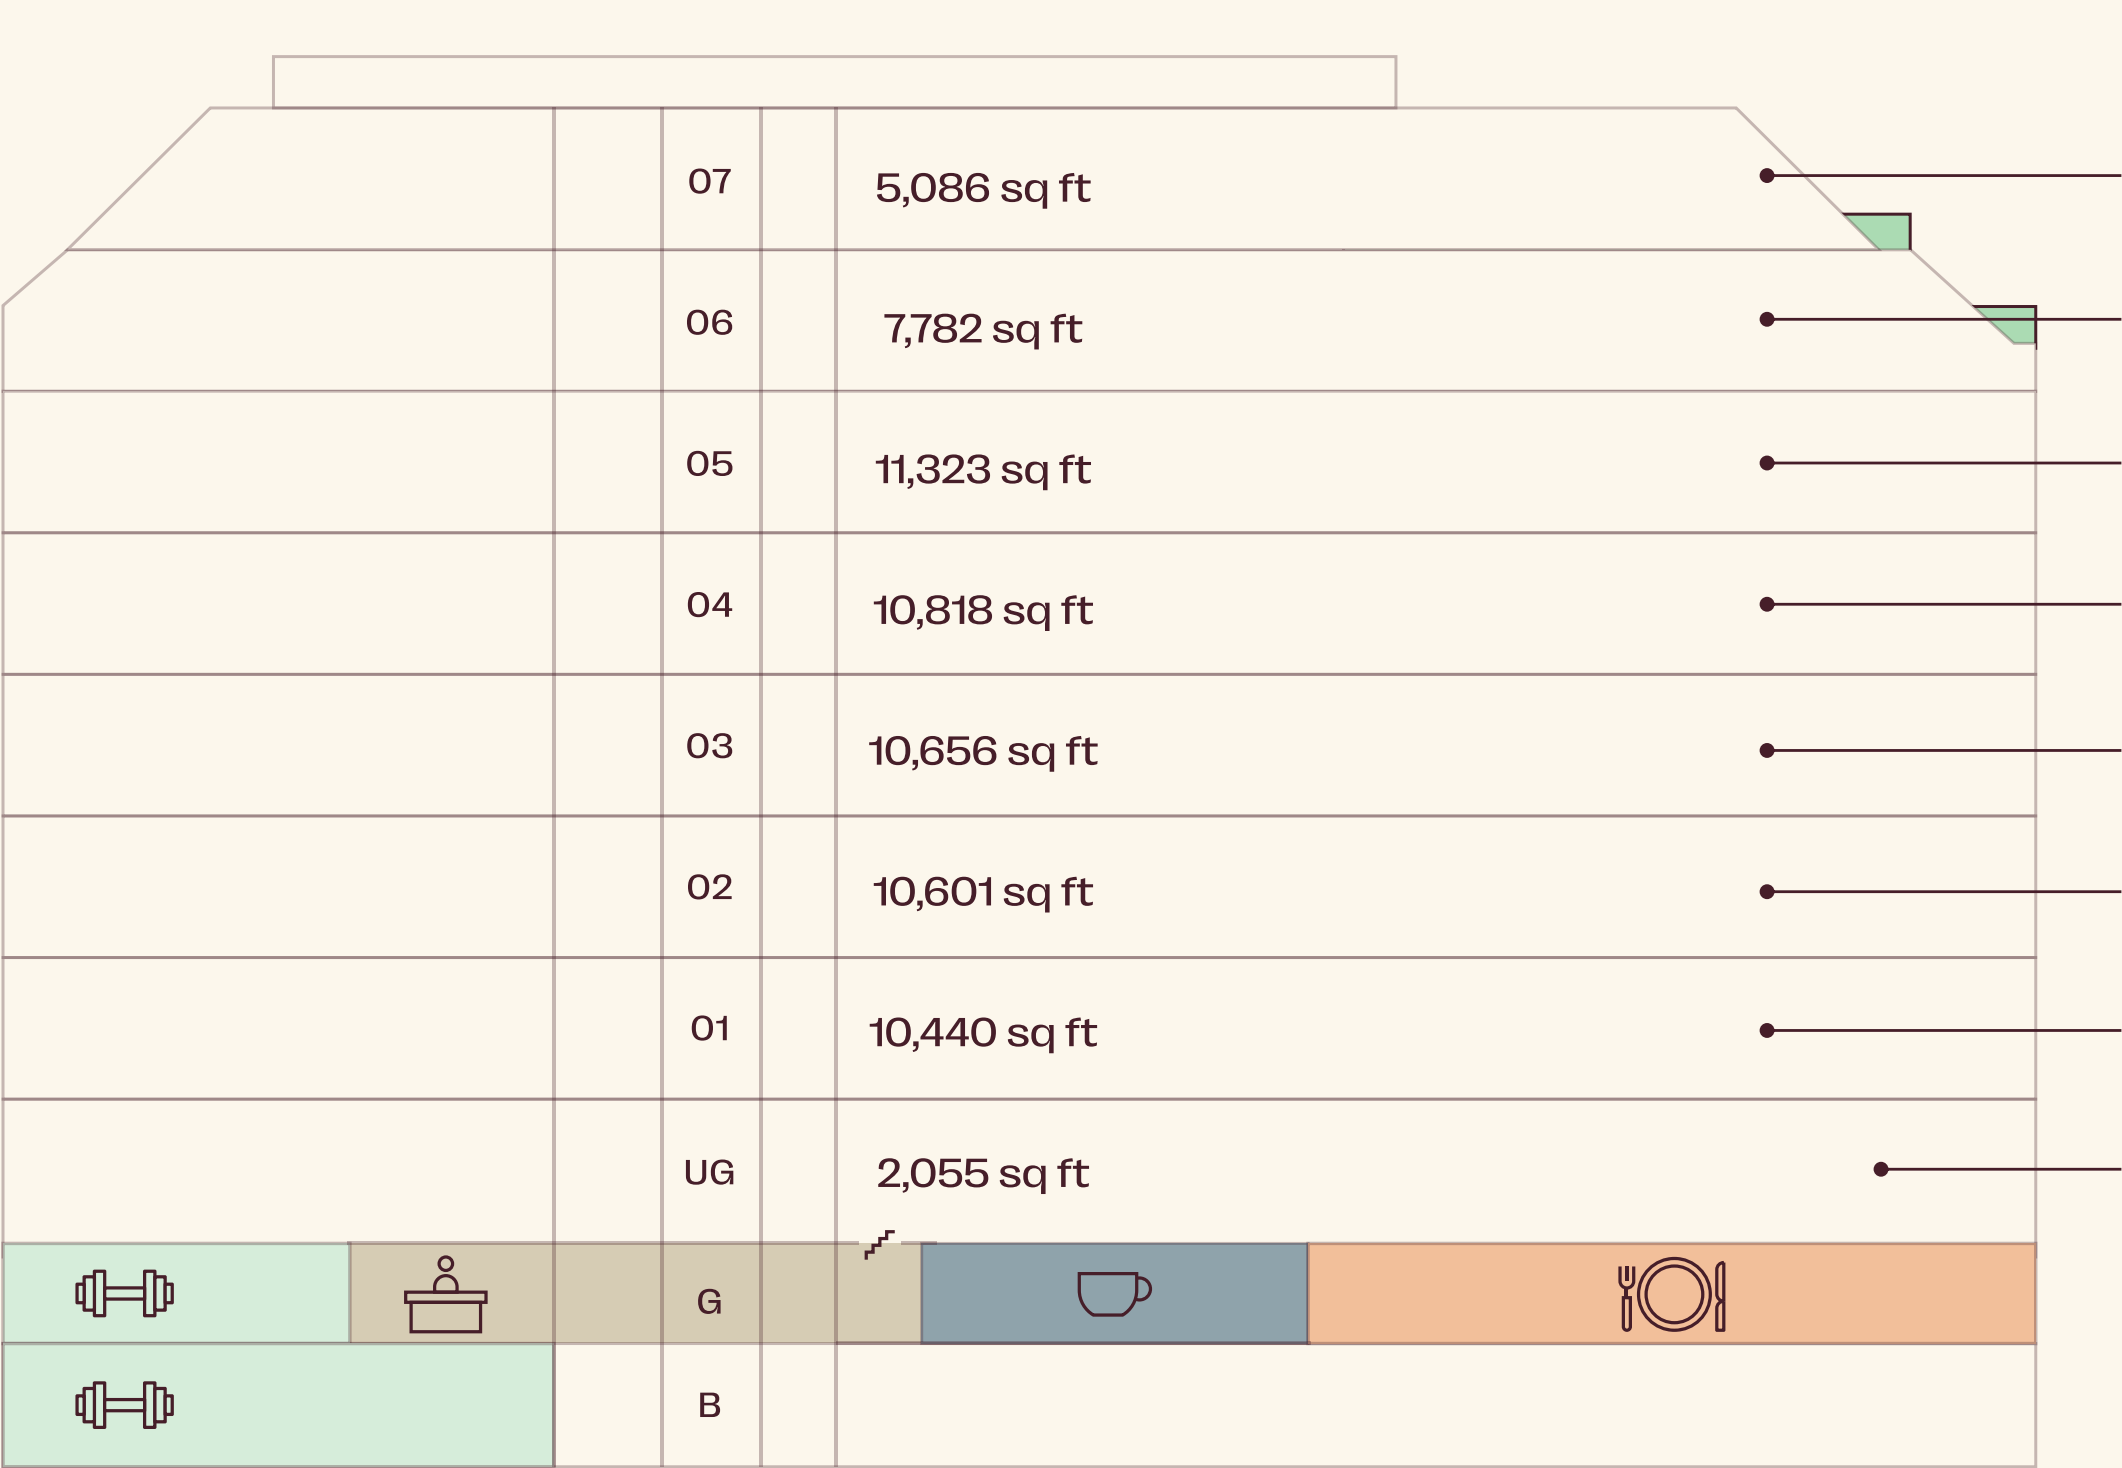 07 5,086 sq ft
06 7,782 sq ft
05 11,323 sq ft
04 10,818 sq ft
03 10,656 sq ft
02 10,601 sq ft
01 10,440 sq ft
UG 2,055 sq ft
G
B